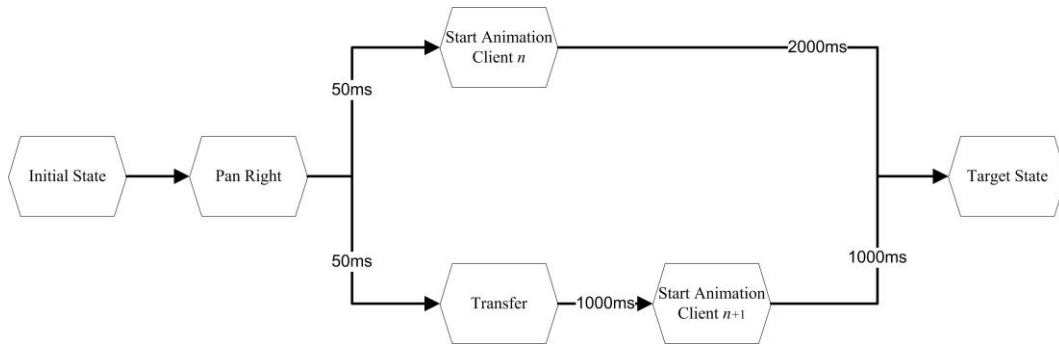 Start Animation
Client n
2000ms
50ms
Initial State
Pan Right
Target State
50ms
1000ms
Transfer
1000ms
Start Animation
Client n+1